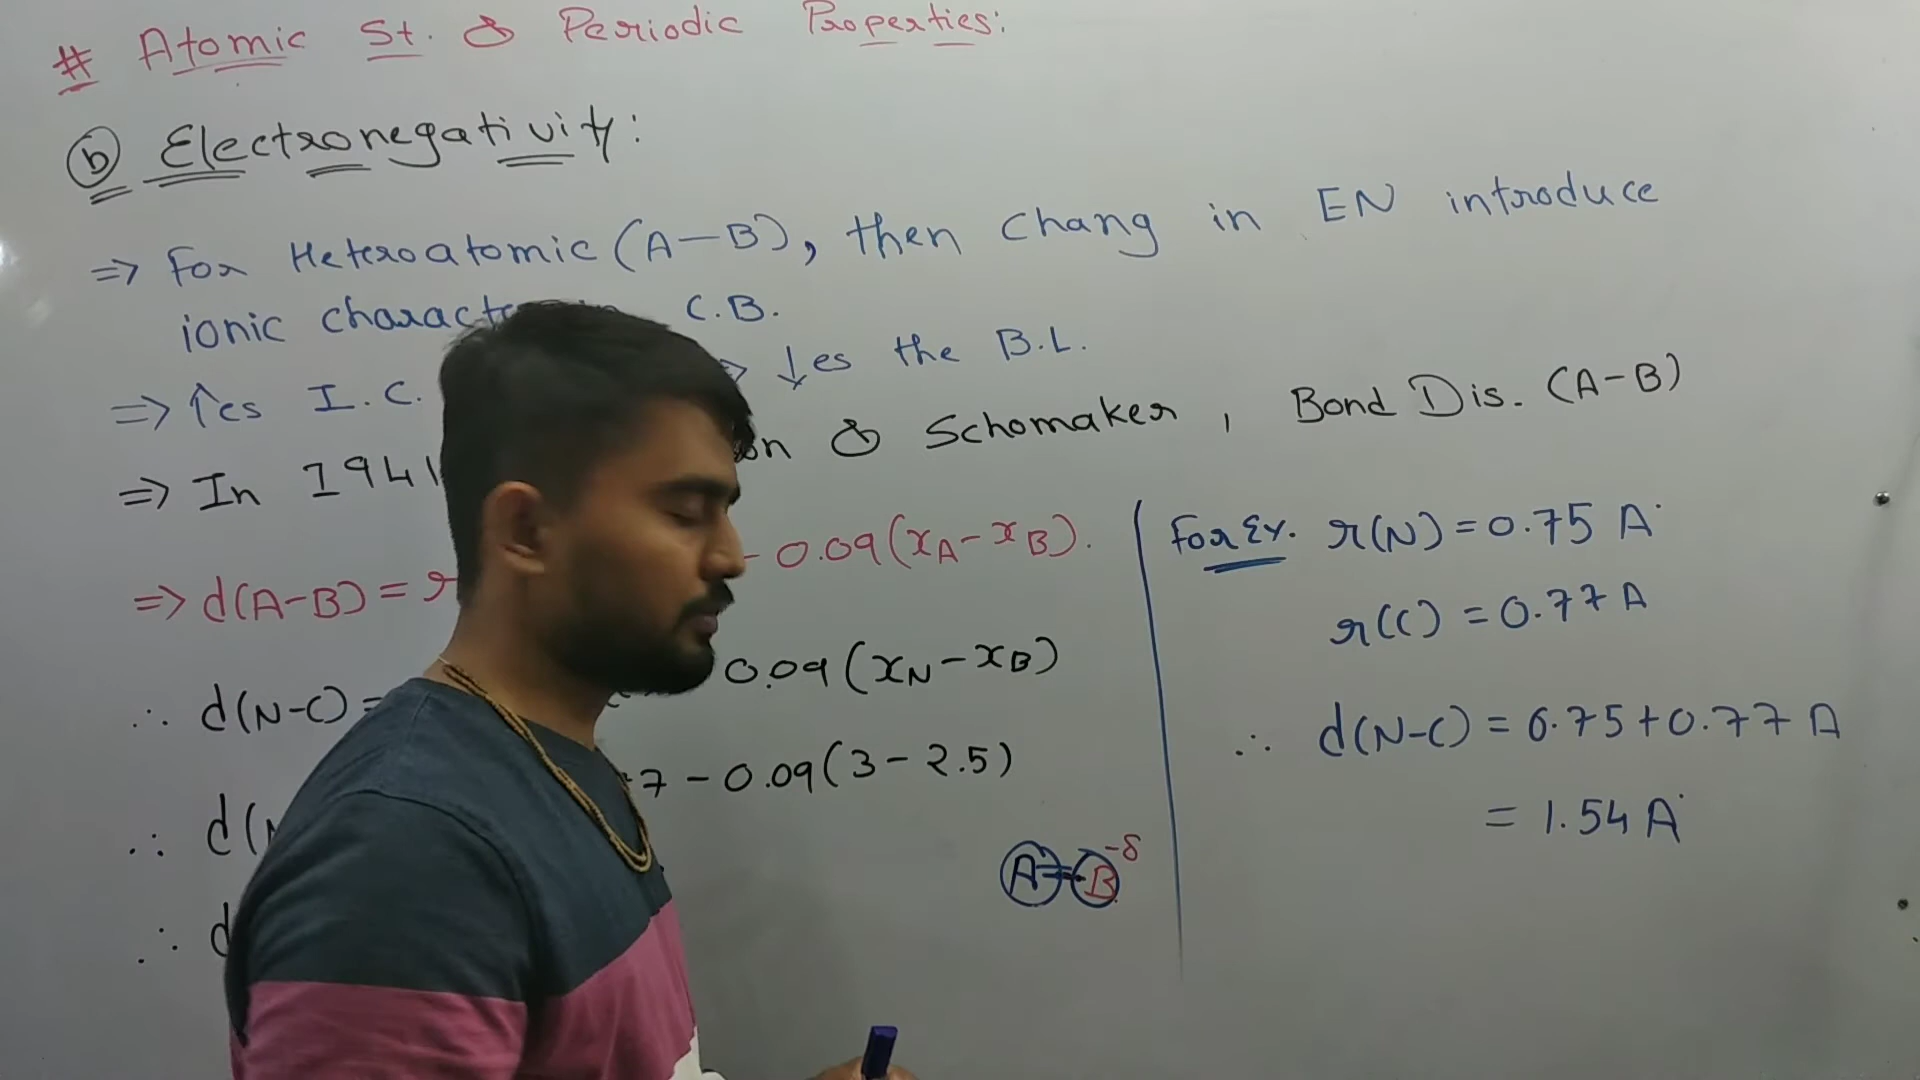 # Atomic St. & Periodic Properties:
(b) Electronegativity:
=> For Heteroatomic (A-B), then Chang in EN introduce
ionic charact C.B.
=> ↑es I.C. => ↓es the B.L.
=> In 1941 on & Schomaker, Bond Dis. (A-B)
=> d(A-B) = r - 0.09(xA-xB).
∴ d(N-C) = 0.09(xN-xB)
∴ d( 7 - 0.09(3-2.5)
∴ d
A B -δ
For Ex. r(N) = 0.75 A°
r(C) = 0.77 A
∴ d(N-C) = 0.75+0.77 A
= 1.54 A°